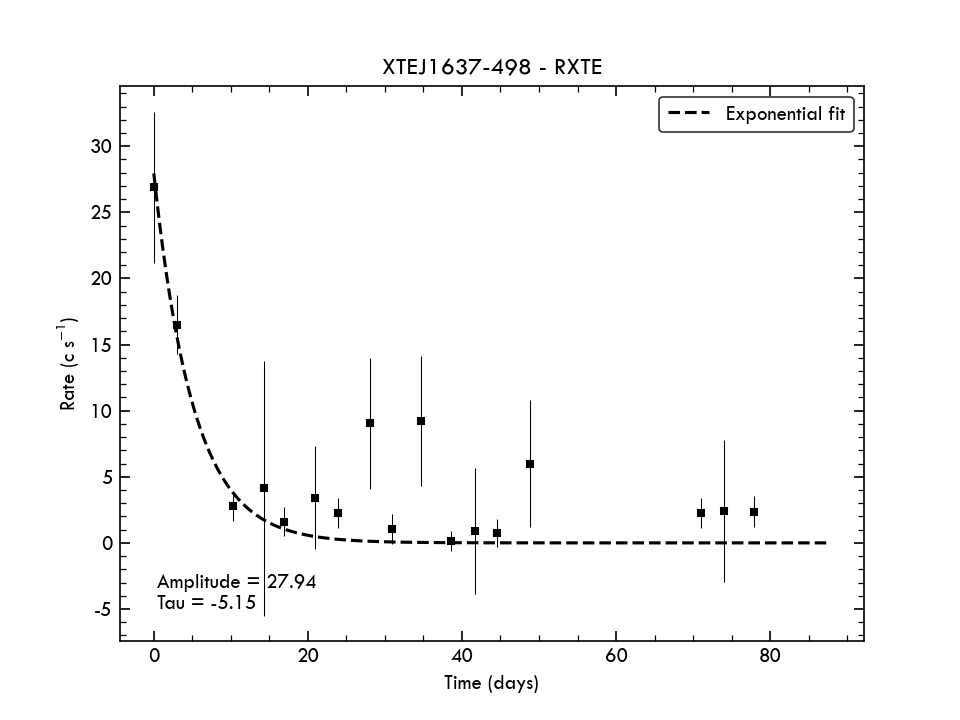 XTEJ1637-498 - RXTE
Exponential fit
30
25
20
15
10
5
0
-5
Rate (c s⁻¹)
Amplitude = 27.94
Tau = -5.15
0 20 40 60 80
Time (days)